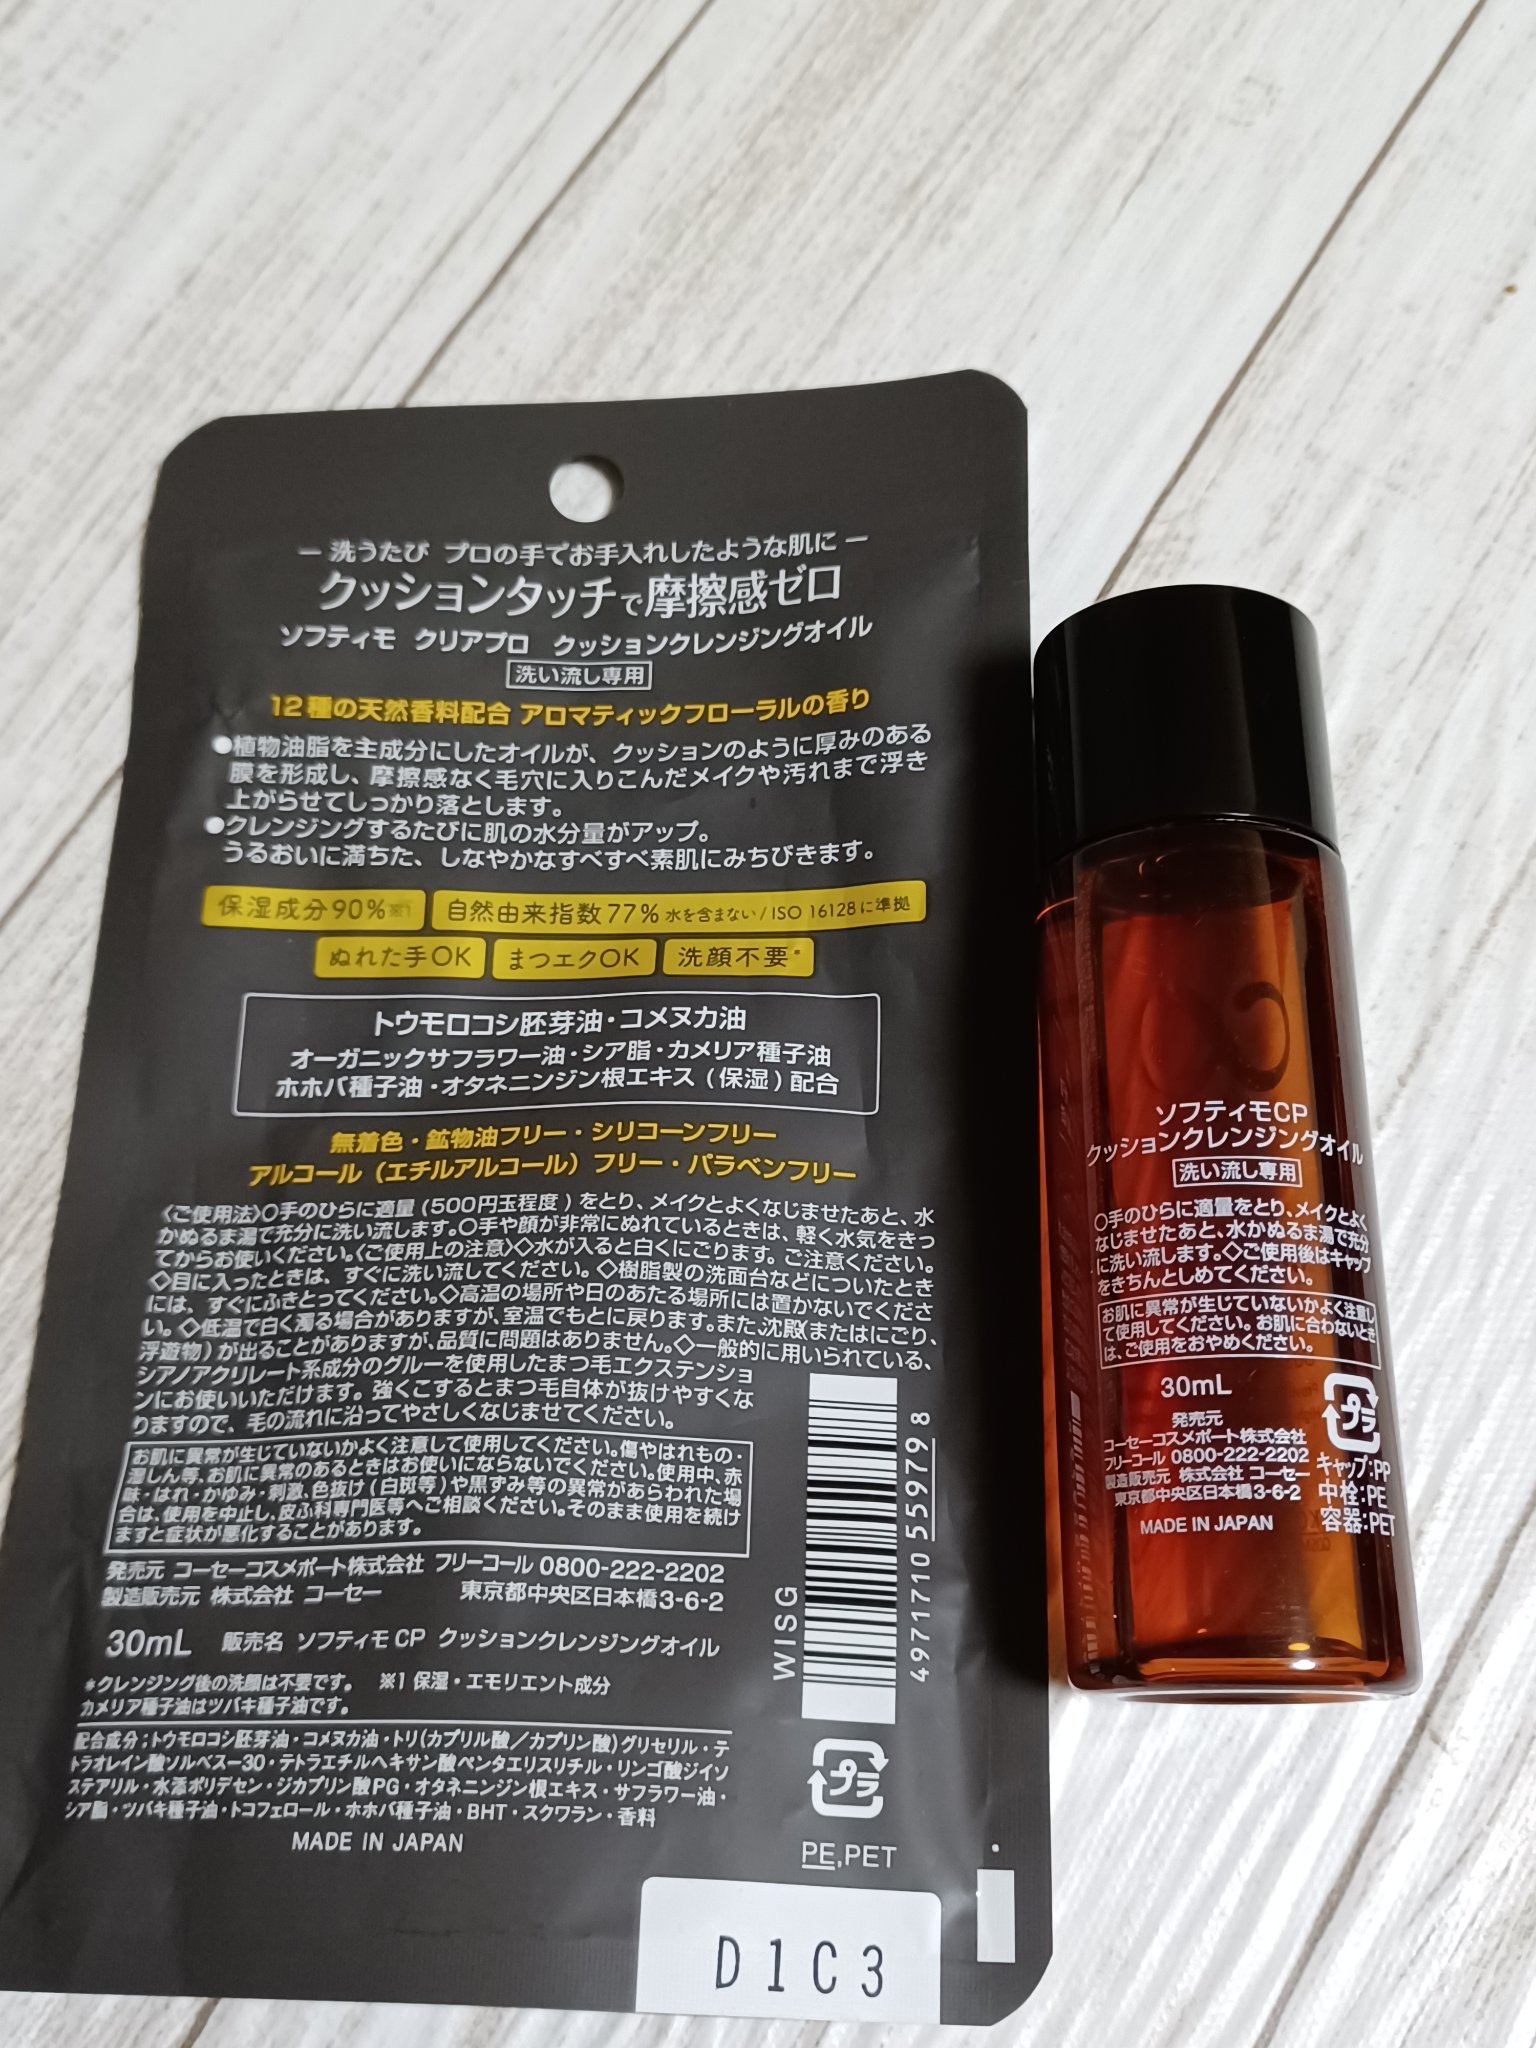 ― 洗うたび プロの手でお手入れしたような肌に ―
クッションタッチで摩擦感ゼロ
ソフティモ クリアプロ クッションクレンジングオイル
洗い流し専用
12種の天然香料配合 アロマティックフローラルの香り
●植物油脂を主成分にしたオイルが、クッションのように厚みのある
膜を形成し、摩擦感なく毛穴に入りこんだメイクや汚れまで浮き
上がらせてしっかり落とします。
●クレンジングするたびに肌の水分量がアップ。
うるおいに満ちた、しなやかなすべすべ素肌にみちびきます。
保湿成分90%※1 自然由来指数77% 水を含まない/ISO 16128に準拠
ぬれた手OK まつエクOK 洗顔不要*
トウモロコシ胚芽油・コメヌカ油
オーガニックサフラワー油・シア脂・カメリア種子油
ホホバ種子油・オタネニンジン根エキス(保湿)配合
無着色・鉱物油フリー・シリコーンフリー
アルコール(エチルアルコール)フリー・パラベンフリー
〈ご使用法〉○手のひらに適量(500円玉程度)をとり、メイクとよくなじませたあと、水
かぬるま湯で充分に洗い流します。○手や顔が非常にぬれているときは、軽く水気をきっ
てからお使いください。〈ご使用上の注意〉◇水が入ると白くにごります。ご注意ください。
◇目に入ったときは、すぐに洗い流してください。◇樹脂製の洗面台などについたとき
には、すぐにふきとってください。◇高温の場所や日のあたる場所には置かないでくださ
い。◇低温で白く濁る場合がありますが、室温でもとに戻ります。また、沈殿(またはにごり、
浮遊物)が出ることがありますが、品質に問題はありません。◇一般的に用いられている、
シアノアクリレート系成分のグルーを使用したまつ毛エクステンショ
ンにお使いいただけます。強くこするとまつ毛自体が抜けやすくな
りますので、毛の流れに沿ってやさしくなじませてください。
お肌に異常が生じていないかよく注意して使用してください。傷やはれもの・
湿しん等、お肌に異常のあるときはお使いにならないでください。使用中、赤
味・はれ・かゆみ・刺激、色抜け(白斑等)や黒ずみ等の異常があらわれた場
合は、使用を中止し、皮ふ科専門医等へご相談ください。そのまま使用を続け
ますと症状が悪化することがあります。
発売元 コーセーコスメポート株式会社 フリーコール 0800-222-2202
製造販売元 株式会社 コーセー 東京都中央区日本橋3-6-2
30mL 販売名 ソフティモCP クッションクレンジングオイル
*クレンジング後の洗顔は不要です。 ※1 保湿・エモリエント成分
カメリア種子油はツバキ種子油です。
配合成分:トウモロコシ胚芽油・コメヌカ油・トリ(カプリル酸/カプリン酸)グリセリル・テ
トラオレイン酸ソルベス-30・テトラエチルヘキサン酸ペンタエリスリチル・リンゴ酸ジイソ
ステアリル・水添ポリデセン・ジカプリン酸PG・オタネニンジン根エキス・サフラワー油・
シア脂・ツバキ種子油・トコフェロール・ホホバ種子油・BHT・スクワラン・香料
MADE IN JAPAN
WISG
4971710 559798
プラ
PE,PET
D1C3
ソフティモCP
クッションクレンジングオイル
洗い流し専用
○手のひらに適量をとり、メイクとよく
なじませたあと、水かぬるま湯で充分
に洗い流します。◇ご使用後はキャップ
をきちんとしめてください。
お肌に異常が生じていないかよく注意し
て使用してください。お肌に合わないとき
は、ご使用をおやめください。
30mL
発売元
コーセーコスメポート株式会社
フリーコール 0800-222-2202
製造販売元 株式会社 コーセー
東京都中央区日本橋3-6-2
MADE IN JAPAN
プラ
キャップ:PP
中栓:PE
容器:PET